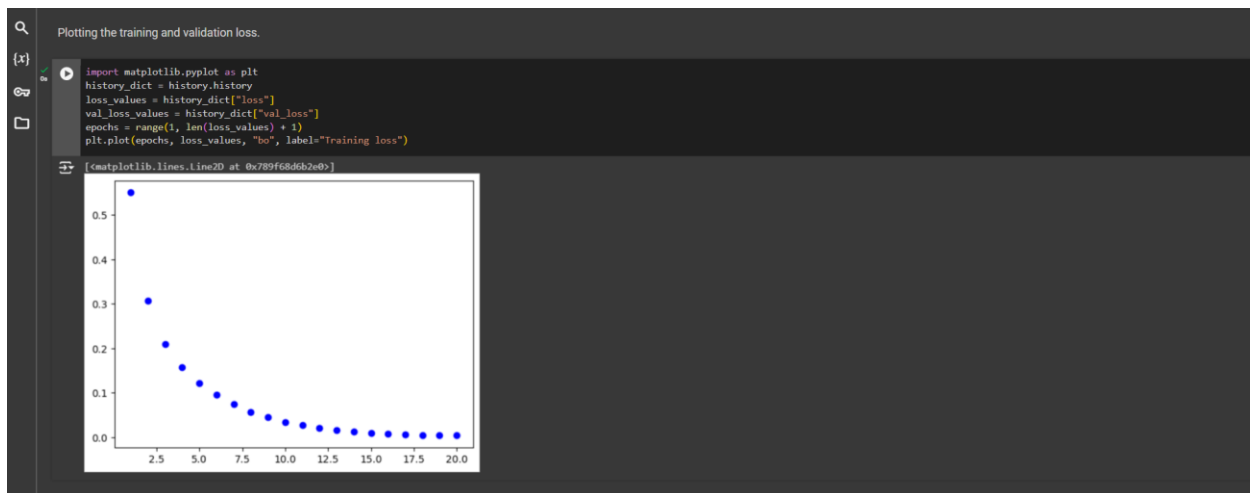 Plotting the training and validation loss.
{x}
0s
import matplotlib.pyplot as plt
history_dict = history.history
loss_values = history_dict["loss"]
val_loss_values = history_dict["val_loss"]
epochs = range(1, len(loss_values) + 1)
plt.plot(epochs, loss_values, "bo", label="Training loss")
[<matplotlib.lines.Line2D at 0x789f68d6b2e0>]
0.5
0.4
0.3
0.2
0.1
0.0
2.5 5.0 7.5 10.0 12.5 15.0 17.5 20.0